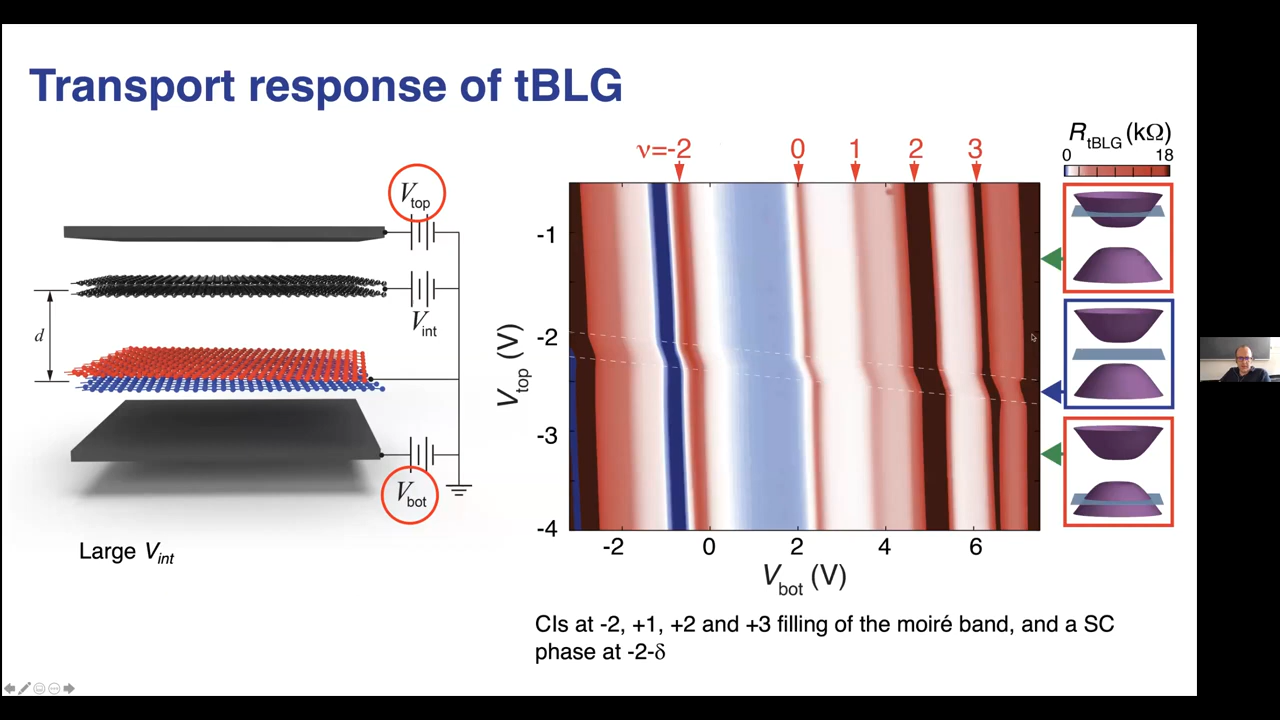 Transport response of tBLG
V_top
V_int
d
V_bot
Large V_int
ν=-2 0 1 2 3
-1
-2
-3
-4
V_top (V)
-2 0 2 4 6
V_bot (V)
R_tBLG (kΩ)
0 18
CIs at -2, +1, +2 and +3 filling of the moiré band, and a SC
phase at -2-δ